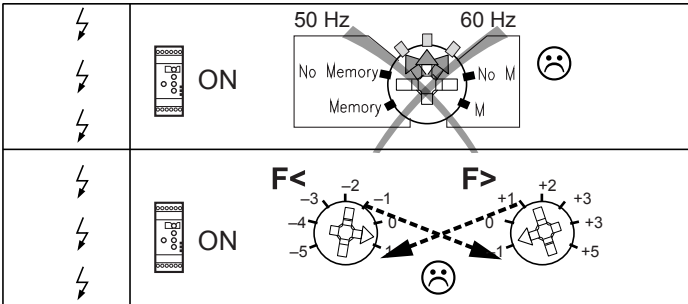 50 Hz 60 Hz
No Memory No M
ON
Memory M
F< F>
–3 –2 –1 +1 +2 +3
–4 0 0 +3
ON
–5 1 –1 +5